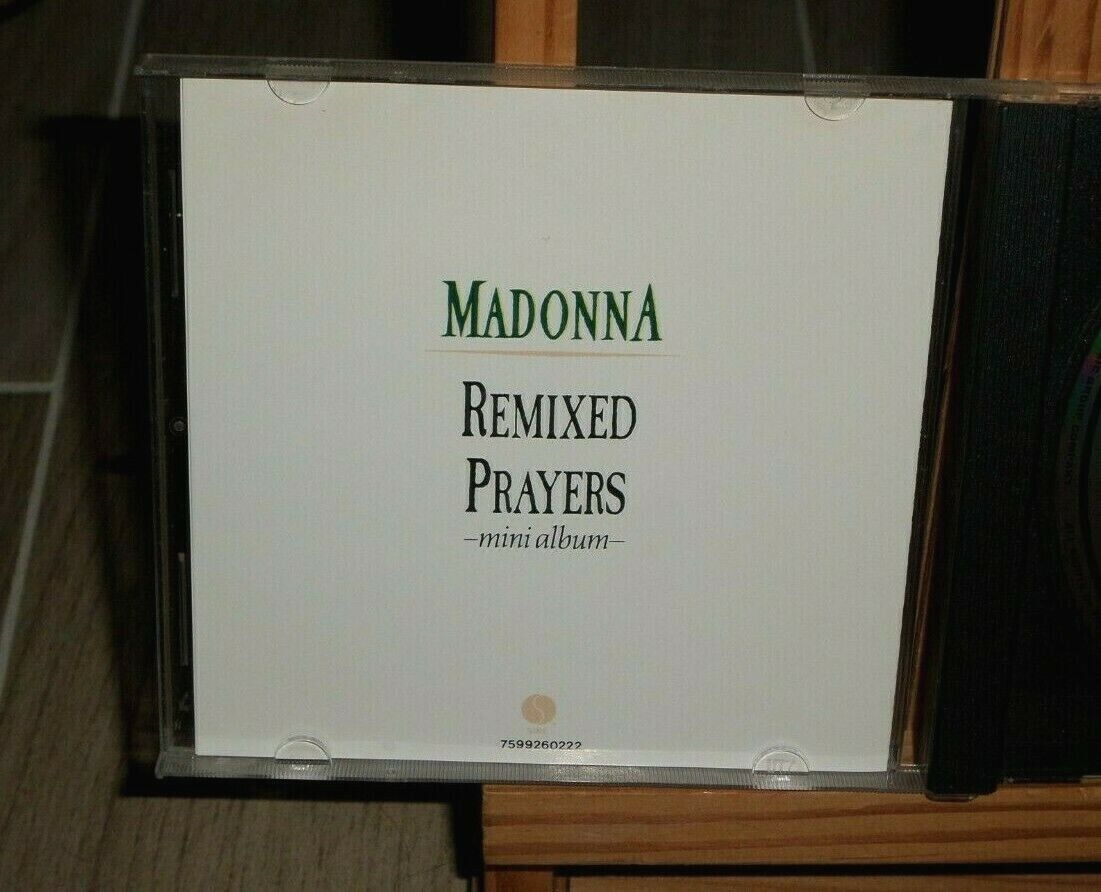 MADONNA
REMIXED
PRAYERS
–mini album–
7599260222